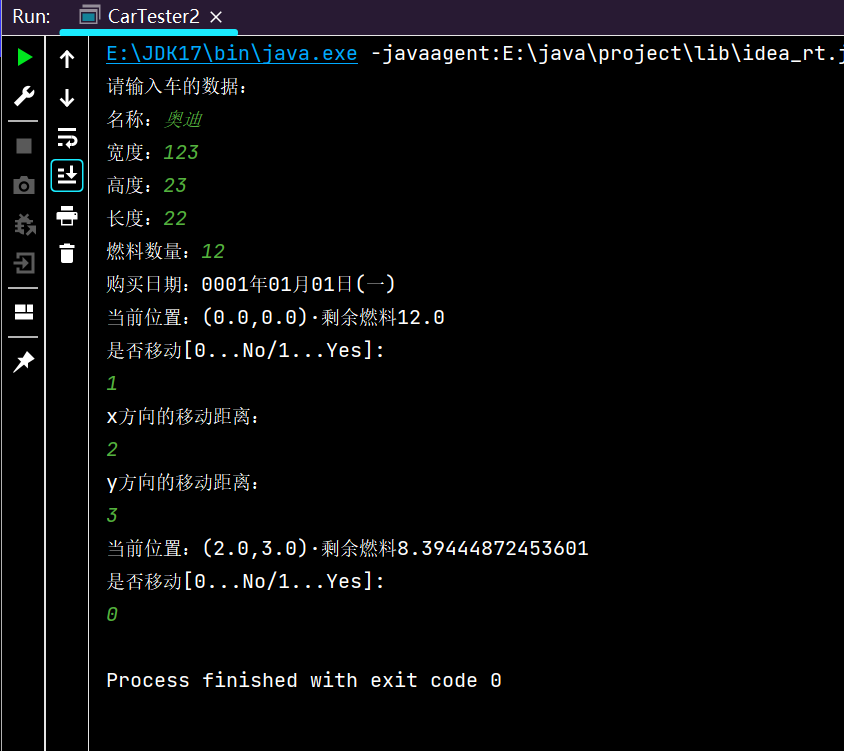 Run: CarTester2 ×
E:\JDK17\bin\java.exe -javaagent:E:\java\project\lib\idea_rt.j
请输入车的数据：
名称：奥迪
宽度：123
高度：23
长度：22
燃料数量：12
购买日期：0001年01月01日(一)
当前位置：(0.0,0.0)·剩余燃料12.0
是否移动[0...No/1...Yes]:
1
x方向的移动距离：
2
y方向的移动距离：
3
当前位置：(2.0,3.0)·剩余燃料8.39444872453601
是否移动[0...No/1...Yes]:
0
Process finished with exit code 0